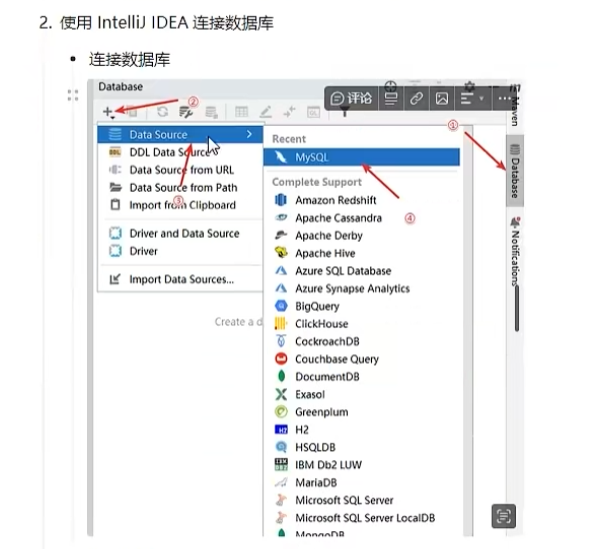 2. 使用 IntelliJ IDEA 连接数据库
• 连接数据库
Database
②
评论
Maven
①
Data Source
DDL Data Source
Data Source from URL
Data Source from Path
③
Import from Clipboard
Driver and Data Source
Driver
Import Data Sources...
Create a d
Recent
MySQL
Complete Support
④
Amazon Redshift
Apache Cassandra
Apache Derby
Apache Hive
Azure SQL Database
Azure Synapse Analytics
BigQuery
ClickHouse
CockroachDB
Couchbase Query
DocumentDB
Exasol
Greenplum
H2
HSQLDB
IBM Db2 LUW
MariaDB
Microsoft SQL Server
Microsoft SQL Server LocalDB
MongoDB
Database
Notifications